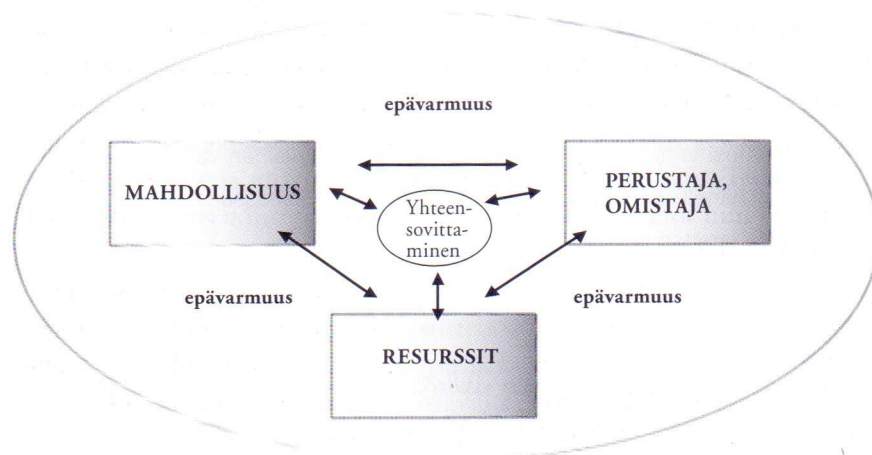 epävarmuus
MAHDOLLISUUS
PERUSTAJA,
OMISTAJA
Yhteen-
sovitta-
minen
epävarmuus
epävarmuus
RESURSSIT